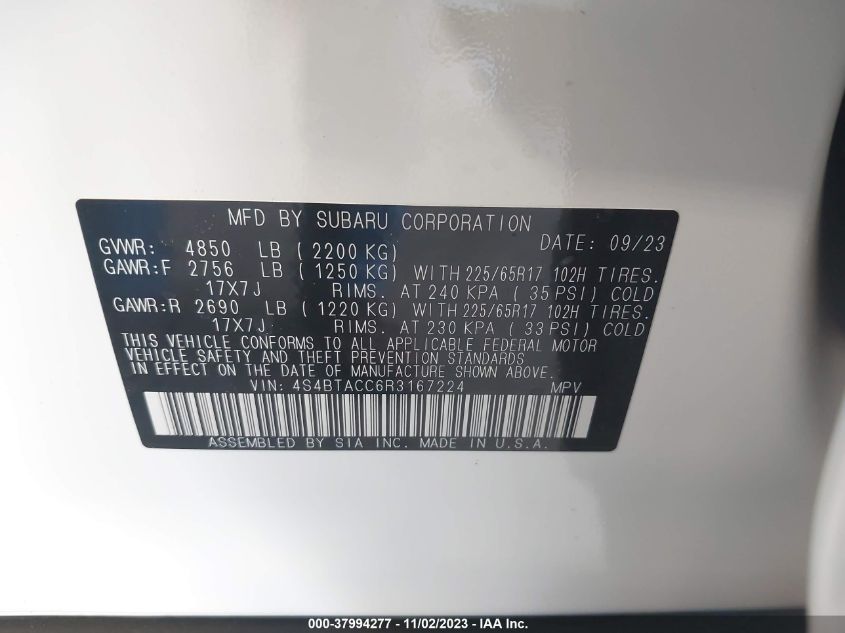 MFD BY SUBARU CORPORATION
GVWR: 4850 LB ( 2200 KG) DATE: 09/23
GAWR:F 2756 LB ( 1250 KG) WITH 225/65R17 102H TIRES.
17X7J RIMS. AT 240 KPA ( 35 PSI) COLD
GAWR:R 2690 LB ( 1220 KG) WITH 225/65R17 102H TIRES.
17X7J RIMS. AT 230 KPA ( 33 PSI) COLD
THIS VEHICLE CONFORMS TO ALL APPLICABLE FEDERAL MOTOR
VEHICLE SAFETY AND THEFT PREVENTION STANDARDS
IN EFFECT ON THE DATE OF MANUFACTURE SHOWN ABOVE.
VIN: 4S4BTACC6R3167224 MPV
ASSEMBLED BY SIA INC. MADE IN U.S.A.
000-37994277 - 11/02/2023 - IAA Inc.